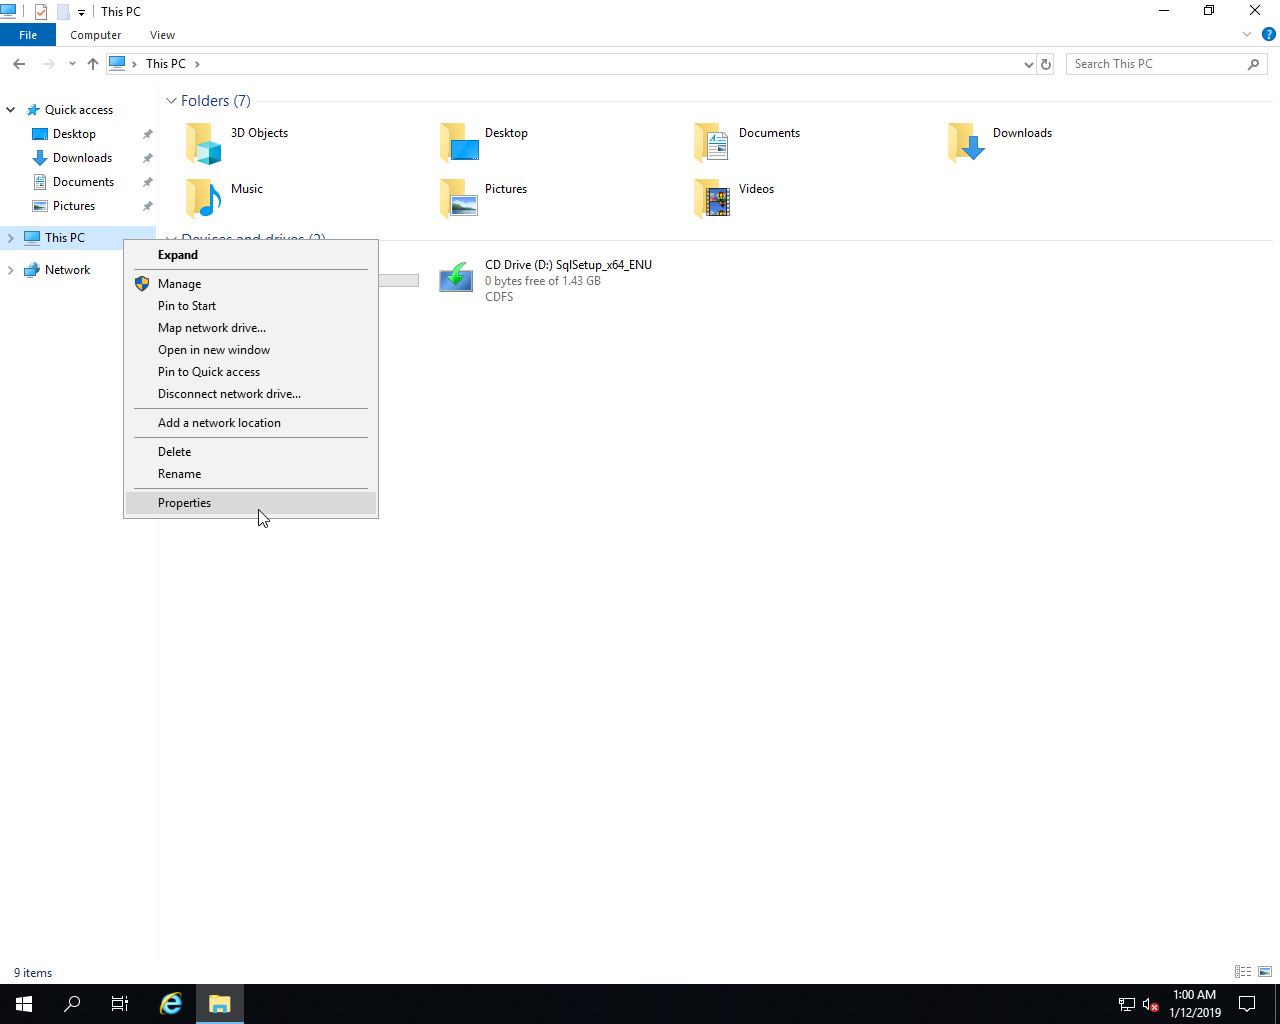 This PC
File
Computer
View
This PC
Search This PC
Quick access
Desktop
Downloads
Documents
Pictures
This PC
Network
Folders (7)
3D Objects
Desktop
Documents
Downloads
Music
Pictures
Videos
Devices and drives (2)
CD Drive (D:) SqlSetup_x64_ENU
0 bytes free of 1.43 GB
CDFS
Expand
Manage
Pin to Start
Map network drive...
Open in new window
Pin to Quick access
Disconnect network drive...
Add a network location
Delete
Rename
Properties
9 items
1:00 AM
1/12/2019